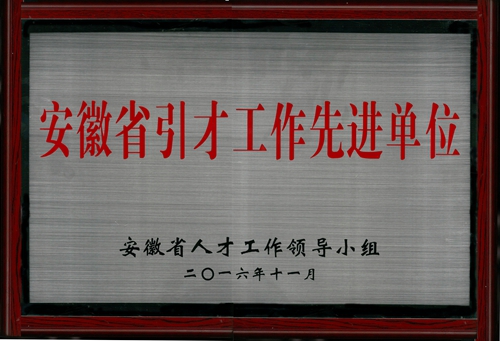 安徽省引才工作先进单位
安徽省人才工作领导小组
二〇一六年十一月